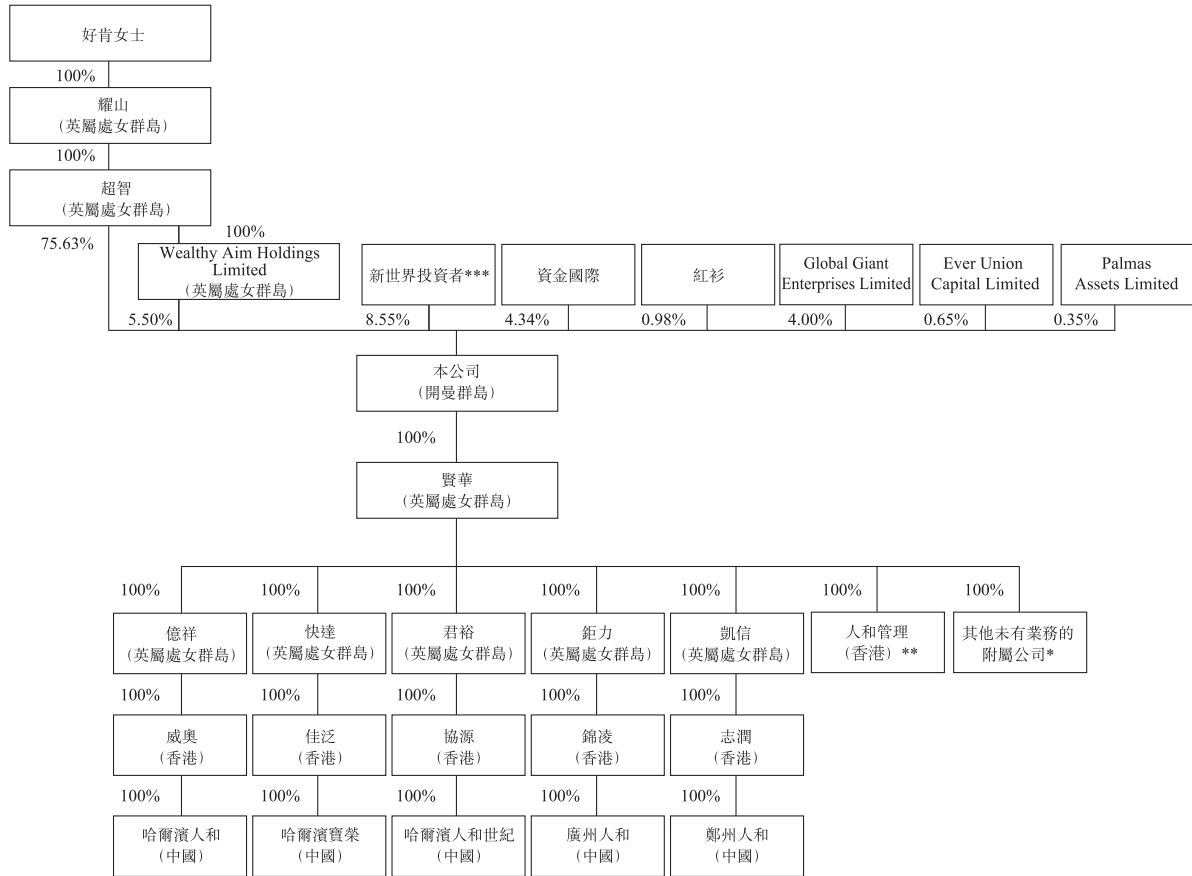 好肯女士
100%
耀山
（英屬處女群島）
100%
超智
（英屬處女群島）
75.63%
100%
Wealthy Aim Holdings
Limited
（英屬處女群島）
新世界投資者***
資金國際
紅衫
Global Giant
Enterprises Limited
Ever Union
Capital Limited
Palmas
Assets Limited
5.50%
8.55%
4.34%
0.98%
4.00%
0.65%
0.35%
本公司
（開曼群島）
100%
賢華
（英屬處女群島）
100%
100%
100%
100%
100%
100%
100%
億祥
（英屬處女群島）
快達
（英屬處女群島）
君裕
（英屬處女群島）
鉅力
（英屬處女群島）
凱信
（英屬處女群島）
人和管理
（香港）**
其他未有業務的
附屬公司*
100%
100%
100%
100%
100%
威奧
（香港）
佳泛
（香港）
協源
（香港）
錦凌
（香港）
志潤
（香港）
100%
100%
100%
100%
100%
哈爾濱人和
（中國）
哈爾濱寶榮
（中國）
哈爾濱人和世紀
（中國）
廣州人和
（中國）
鄭州人和
（中國）